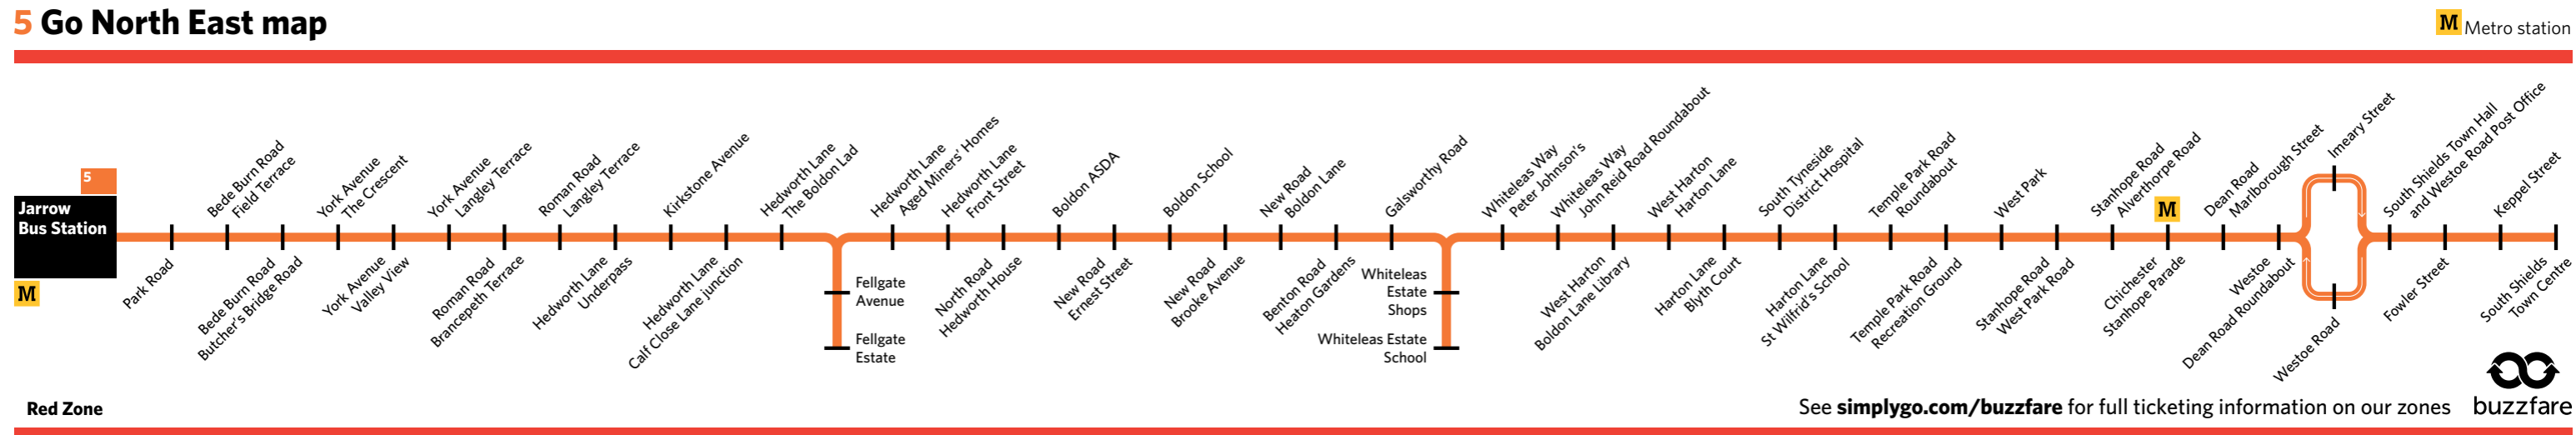 5 Go North East map
M Metro station
5
Jarrow
Bus Station
M
Park Road
Bede Burn Road
Field Terrace
Bede Burn Road
Butcher's Bridge Road
York Avenue
The Crescent
York Avenue
Valley View
York Avenue
Langley Terrace
Roman Road
Brancepeth Terrace
Roman Road
Langley Terrace
Hedworth Lane
Underpass
Kirkstone Avenue
Hedworth Lane
Calf Close Lane junction
Hedworth Lane
The Boldon Lad
Fellgate
Avenue
Fellgate
Estate
Hedworth Lane
Aged Miners' Homes
Hedworth Lane
Front Street
North Road
Hedworth House
Boldon ASDA
New Road
Ernest Street
Boldon School
New Road
Brooke Avenue
New Road
Boldon Lane
Benton Road
Heaton Gardens
Galsworthy Road
Whiteleas
Estate
Shops
Whiteleas Estate
School
Whiteleas Way
Peter Johnson's
Whiteleas Way
John Reid Road Roundabout
West Harton
Boldon Lane Library
West Harton
Harton Lane
Harton Lane
Blyth Court
South Tyneside
District Hospital
Harton Lane
St Wilfrid's School
Temple Park Road
Roundabout
Temple Park Road
Recreation Ground
West Park
Stanhope Road
West Park Road
Stanhope Road
Alverthorpe Road
M
Chichester
Stanhope Parade
Dean Road
Marlborough Street
Westoe
Dean Road Roundabout
Imeary Street
Westoe Road
South Shields Town Hall
and Westoe Road Post Office
Fowler Street
Keppel Street
South Shields
Town Centre
Red Zone
See simplygo.com/buzzfare for full ticketing information on our zones
buzzfare